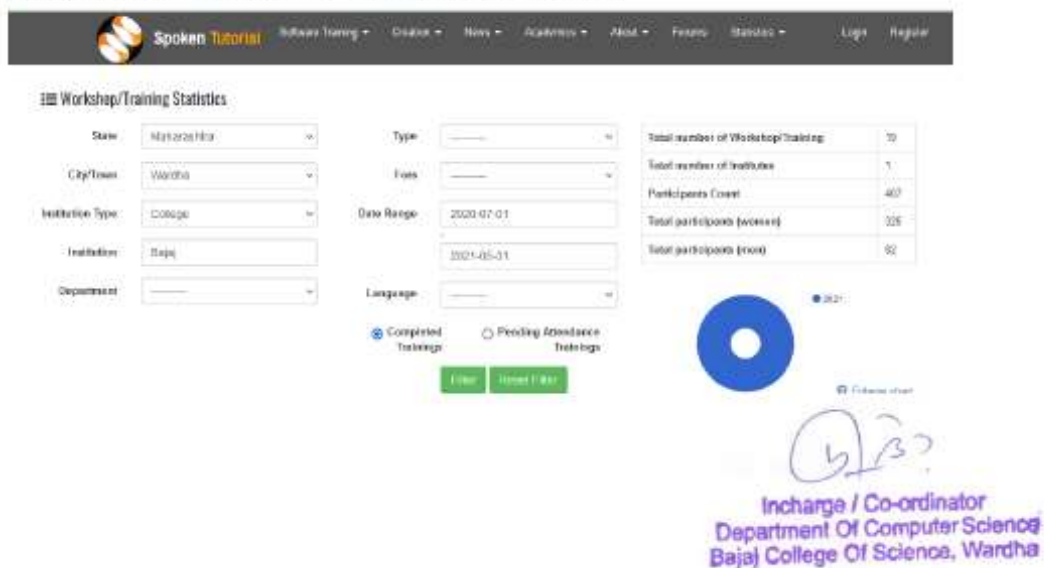 Spoken Tutorial
Software Training Creation News Academics About Forums Statistics Login Register
Workshop/Training Statistics
State Maharashtra
City/Town Wardha
Institution Type College
Institution Bajaj
Department ---------
Type ---------
Foss ---------
Date Range 2020-07-01
2021-05-31
Language ---------
Completed Trainings
Pending Attendance Trainings
Filter Reset Filter
Total number of Workshop/Training
Total number of Institutes 1
Participants Count
Total participants (women)
Total participants (men)
2021
Incharge / Co-ordinator
Department Of Computer Science
Bajaj College Of Science, Wardha